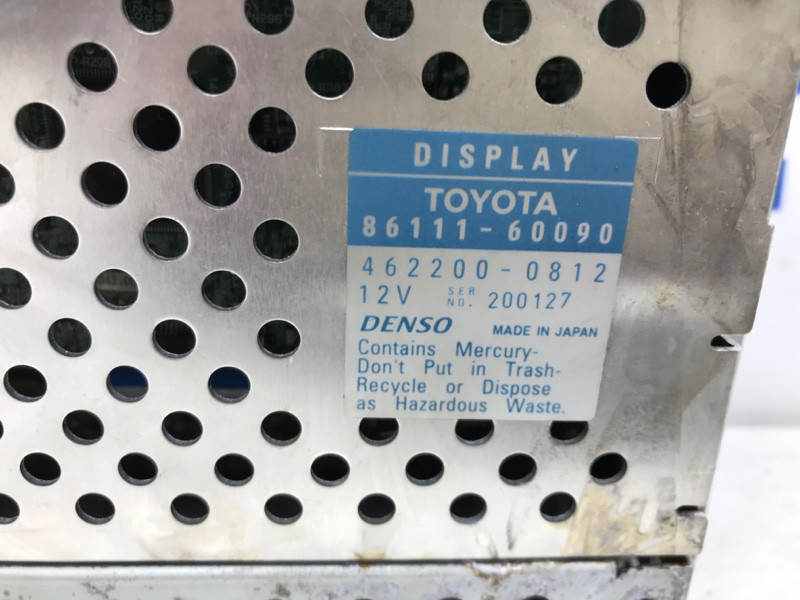 DISPLAY
TOYOTA
86111-60090
462200-0812
12V SER NO. 200127
DENSO MADE IN JAPAN
Contains Mercury-
Don't Put in Trash-
Recycle or Dispose
as Hazardous Waste.